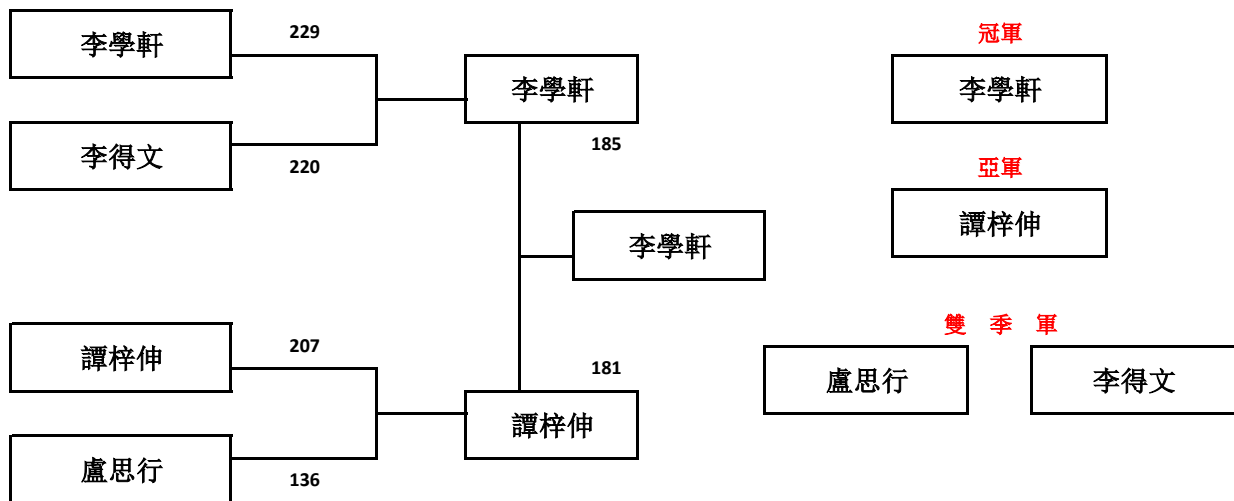 李學軒
229
李得文
220
李學軒
185
李學軒
譚梓伸
207
盧思行
136
181
譚梓伸
冠軍
李學軒
亞軍
譚梓伸
雙 季 軍
盧思行
李得文